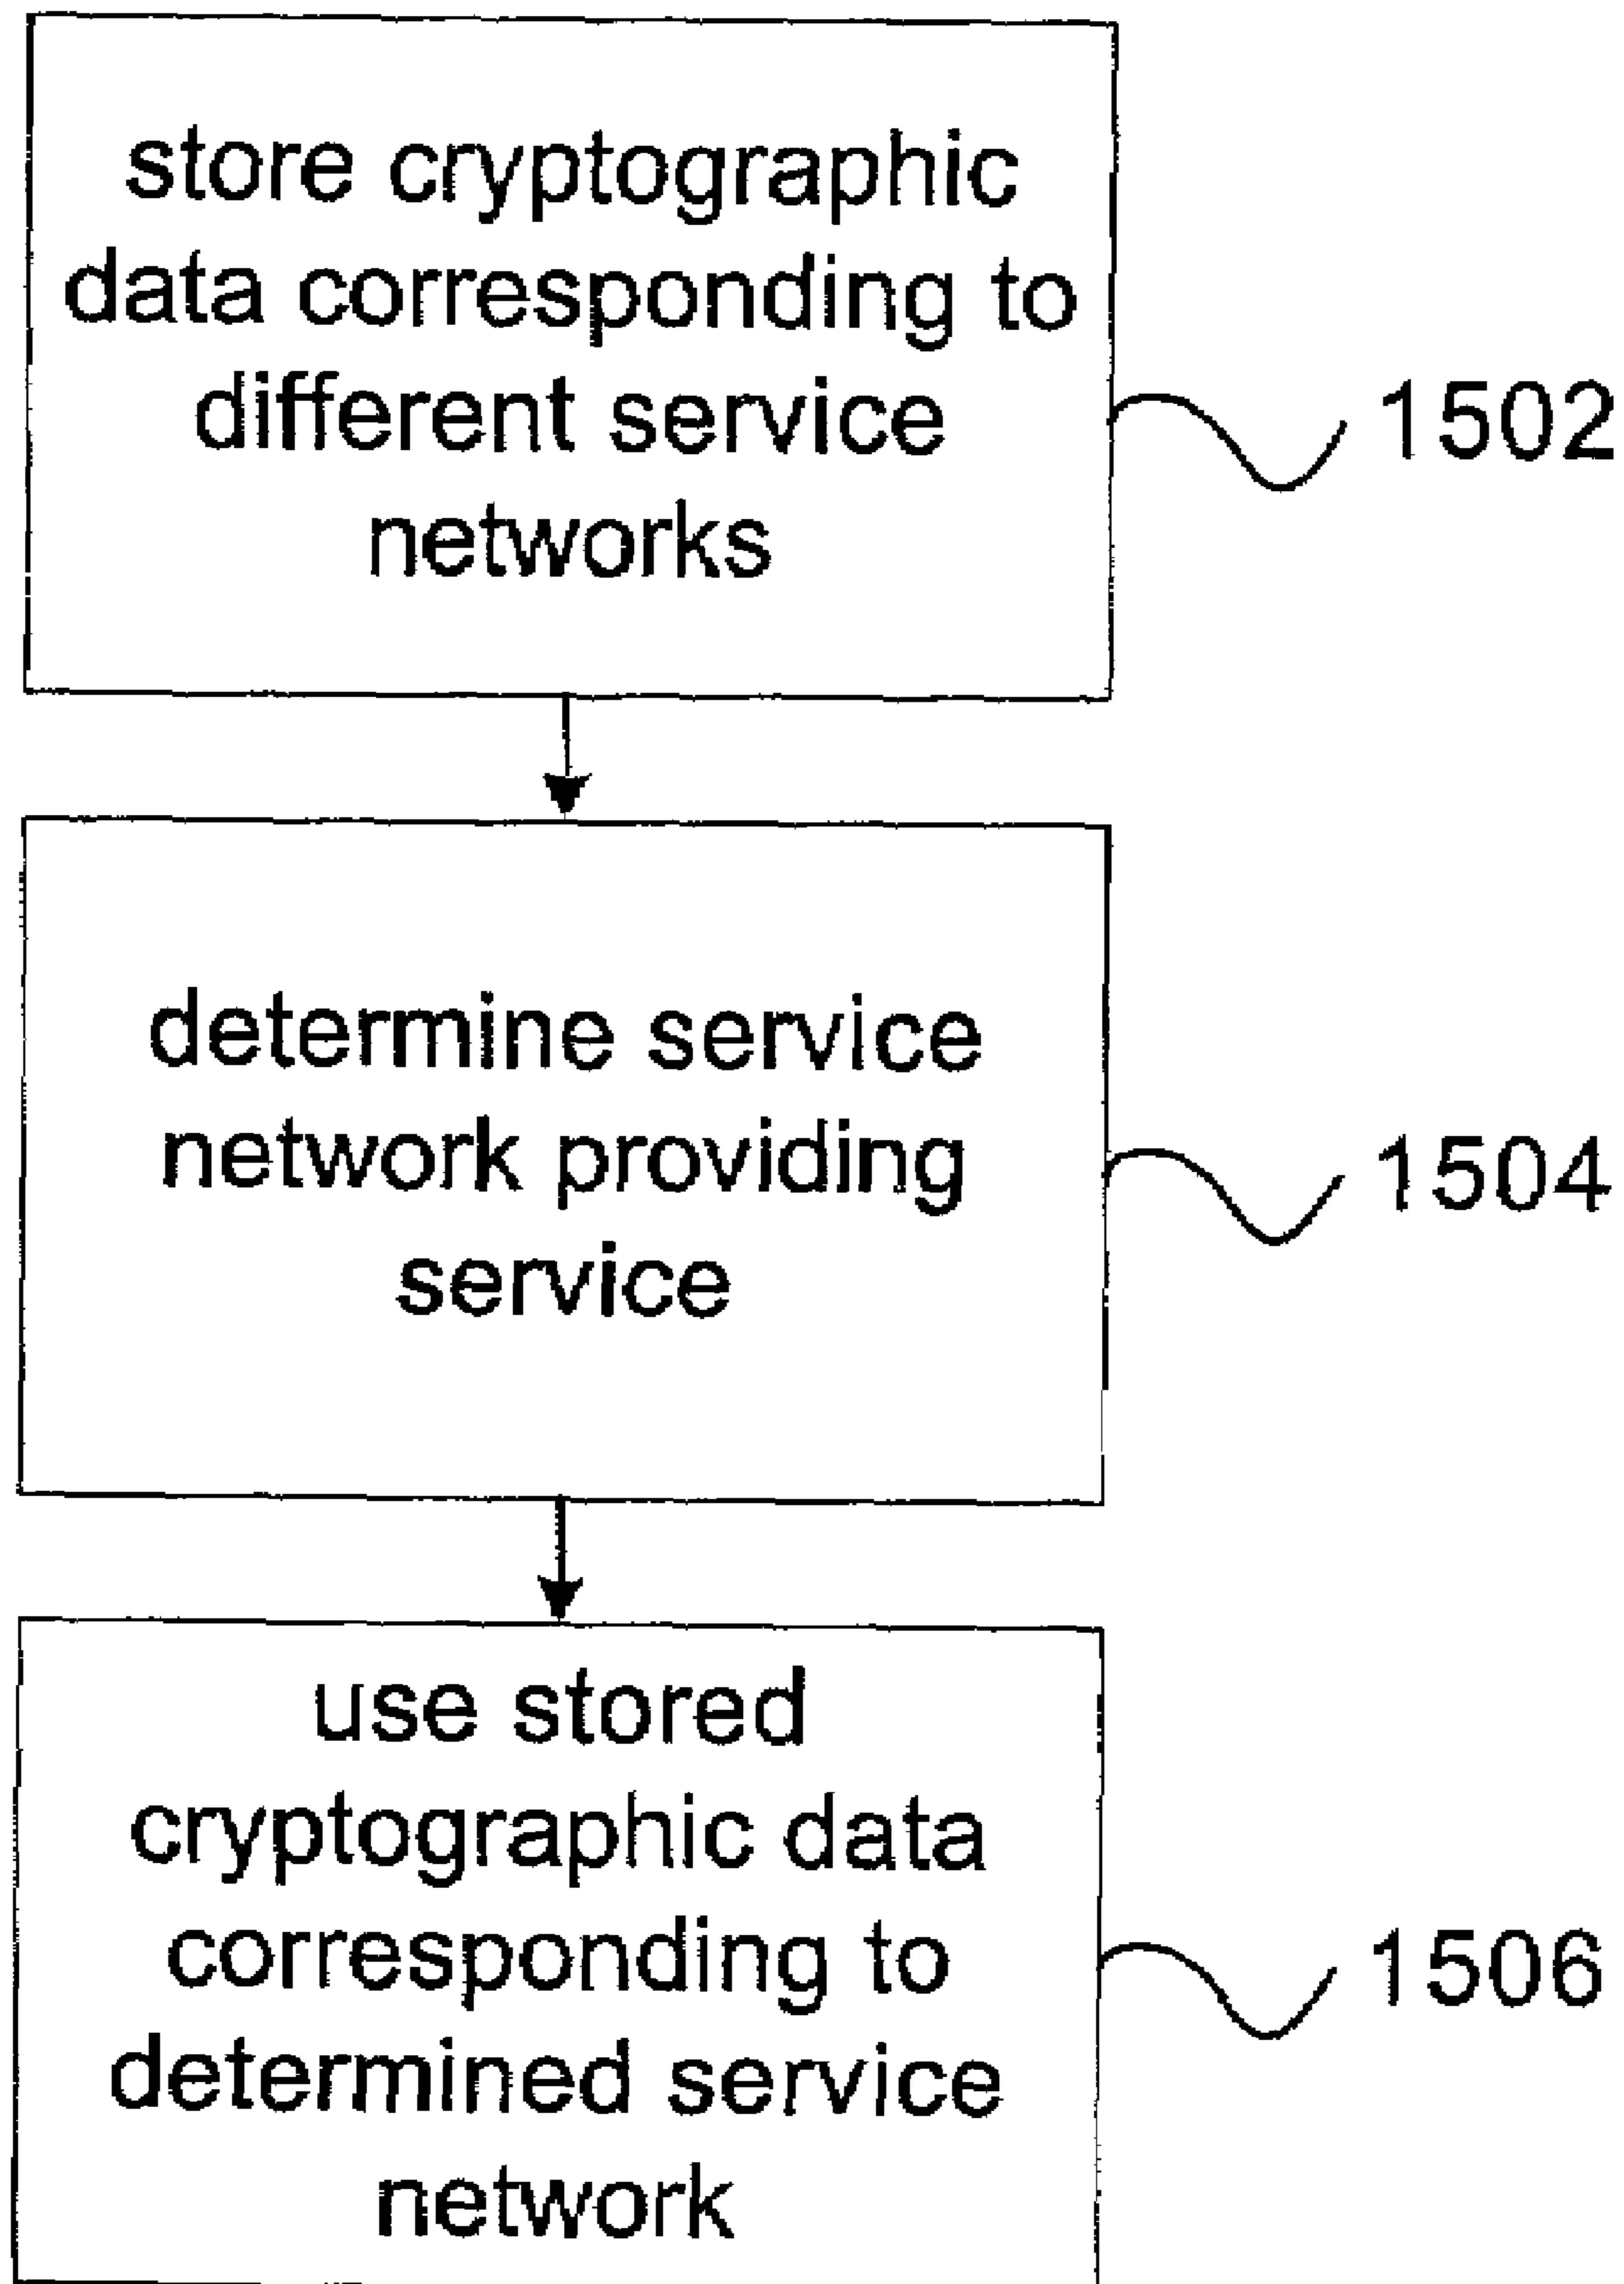 store cryptographic
data corresponding to
different service
networks
1502
determine service
network providing
service
1504
use stored
cryptographic data
corresponding to
determined service
network
1506